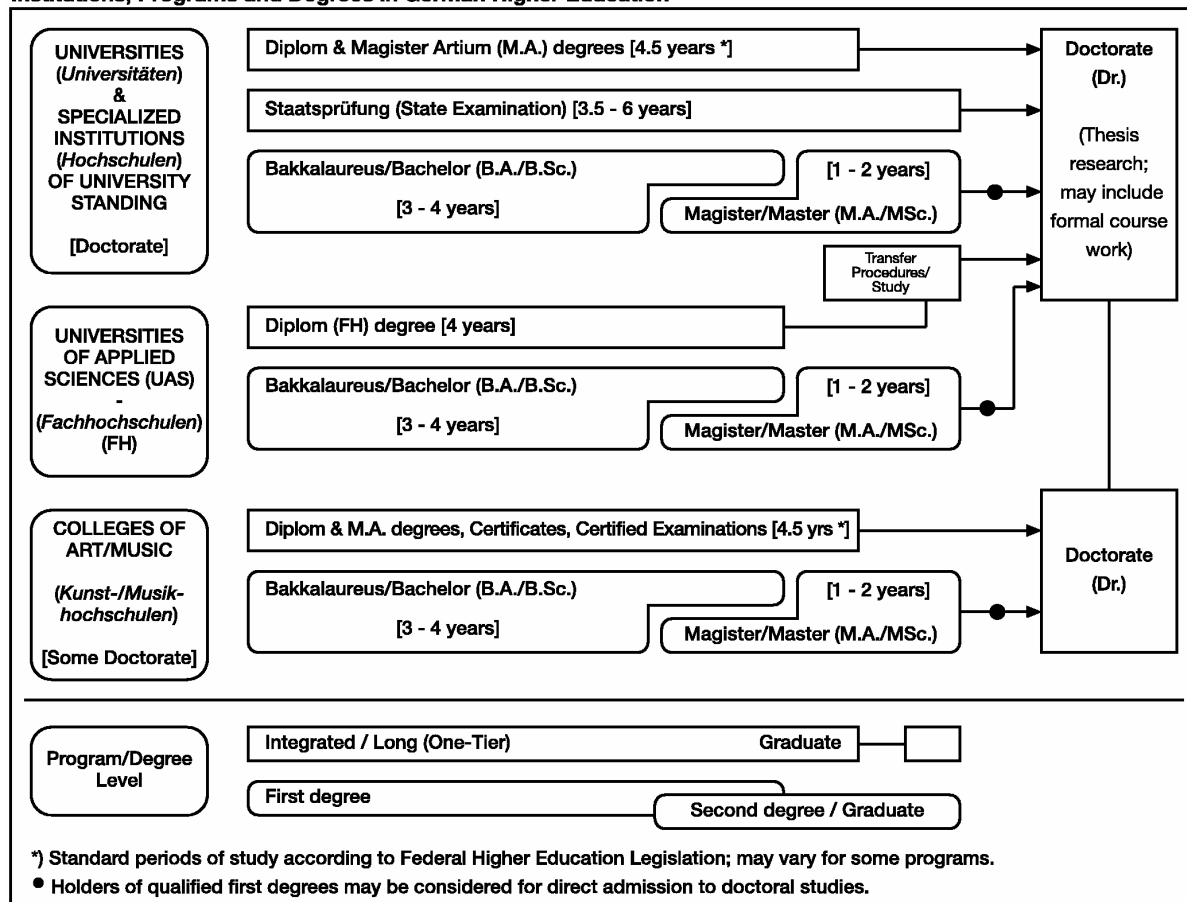 Institutions, Programs and Degrees in German Higher Education
UNIVERSITIES
(Universitäten)
&
SPECIALIZED
INSTITUTIONS
(Hochschulen)
OF UNIVERSITY
STANDING
[Doctorate]
Diplom & Magister Artium (M.A.) degrees [4.5 years *]
Staatsprüfung (State Examination) [3.5 - 6 years]
Bakkalaureus/Bachelor (B.A./B.Sc.)
[3 - 4 years]
[1 - 2 years]
Magister/Master (M.A./MSc.)
Transfer
Procedures/
Study
Doctorate
(Dr.)
(Thesis
research;
may include
formal course
work)
UNIVERSITIES
OF APPLIED
SCIENCES (UAS)
-
(Fachhochschulen)
(FH)
Diplom (FH) degree [4 years]
Bakkalaureus/Bachelor (B.A./B.Sc.)
[3 - 4 years]
[1 - 2 years]
Magister/Master (M.A./MSc.)
COLLEGES OF
ART/MUSIC
(Kunst-/Musik-
hochschulen)
[Some Doctorate]
Diplom & M.A. degrees, Certificates, Certified Examinations [4.5 yrs *]
Bakkalaureus/Bachelor (B.A./B.Sc.)
[3 - 4 years]
[1 - 2 years]
Magister/Master (M.A./MSc.)
Doctorate
(Dr.)
Program/Degree
Level
Integrated / Long (One-Tier)
Graduate
First degree
Second degree / Graduate
*) Standard periods of study according to Federal Higher Education Legislation; may vary for some programs.
● Holders of qualified first degrees may be considered for direct admission to doctoral studies.